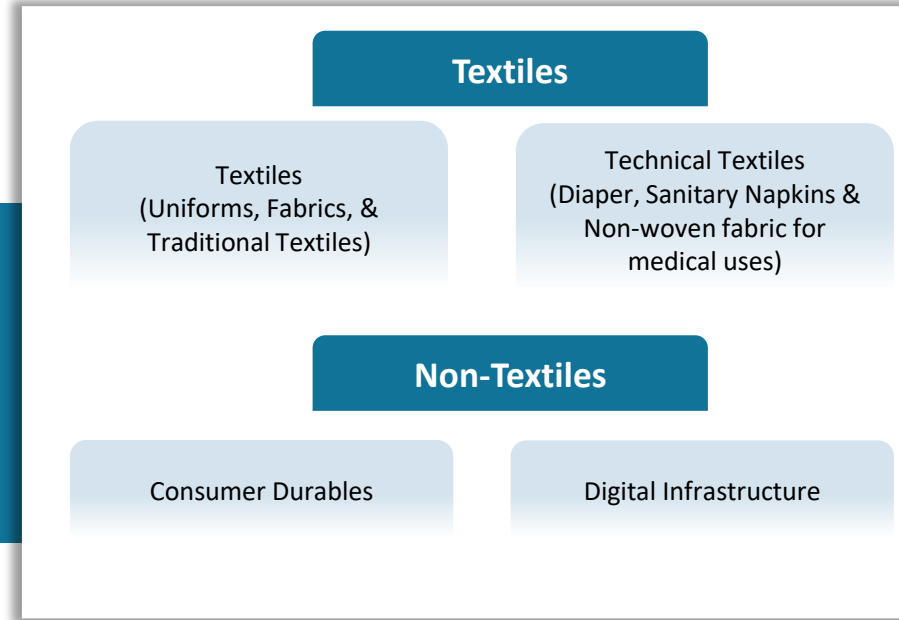 Textiles
Textiles
(Uniforms, Fabrics, &
Traditional Textiles)
Technical Textiles
(Diaper, Sanitary Napkins &
Non-woven fabric for
medical uses)
Non-Textiles
Consumer Durables
Digital Infrastructure